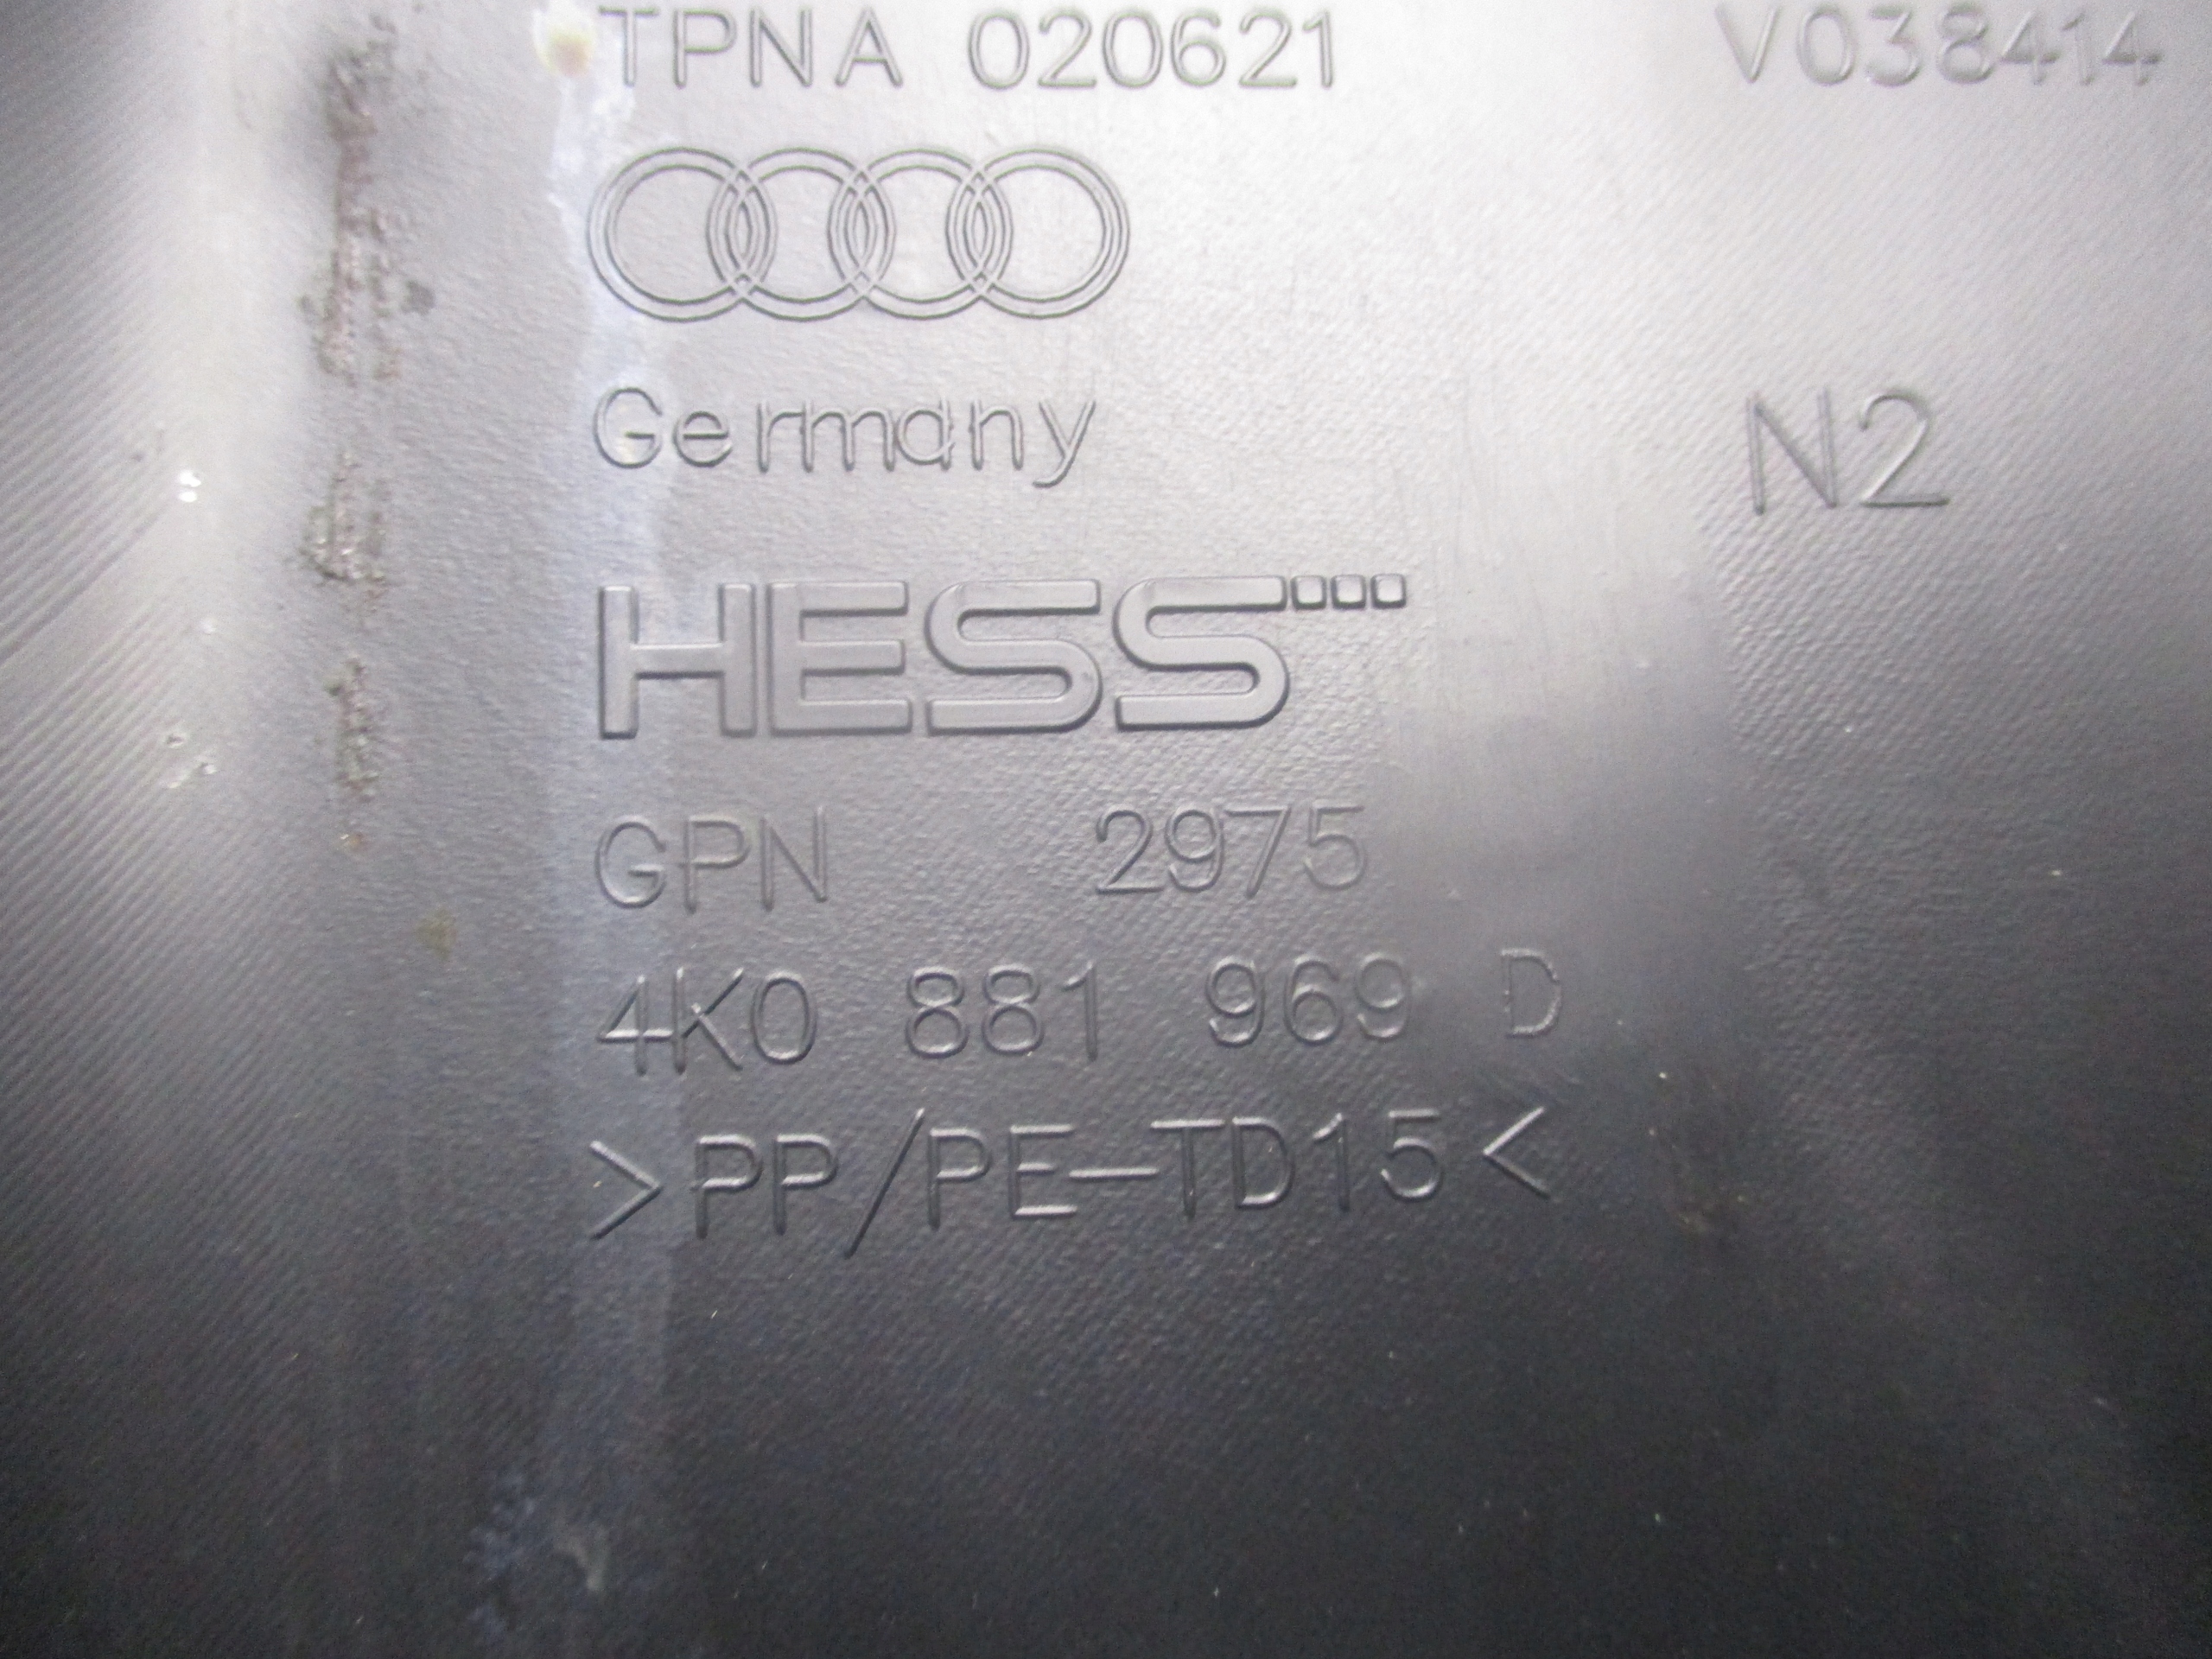 TPNA 020621 V038414
Germany N2
HESS
GPN 2975
4K0 881 969 D
>PP/PE-TD15<